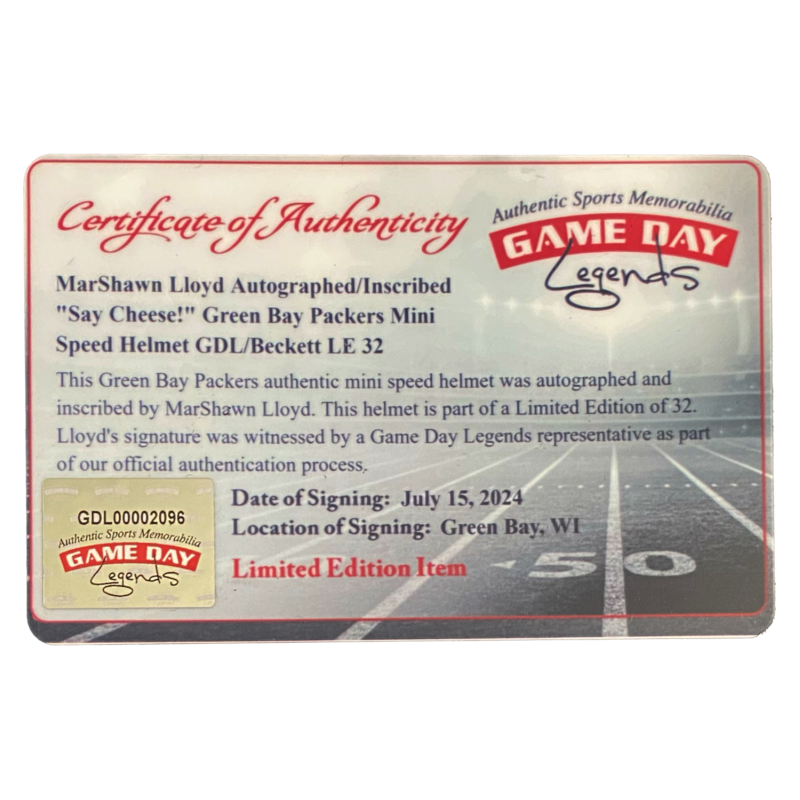 Certificate of Authenticity
Authentic Sports Memorabilia
GAME DAY
Legends
MarShawn Lloyd Autographed/Inscribed
"Say Cheese!" Green Bay Packers Mini
Speed Helmet GDL/Beckett LE 32
This Green Bay Packers authentic mini speed helmet was autographed and
inscribed by MarShawn Lloyd. This helmet is part of a Limited Edition of 32.
Lloyd's signature was witnessed by a Game Day Legends representative as part
of our official authentication process.
GDL00002096
Authentic Sports Memorabilia
GAME DAY
Legends
Date of Signing: July 15, 2024
Location of Signing: Green Bay, WI
Limited Edition Item
50